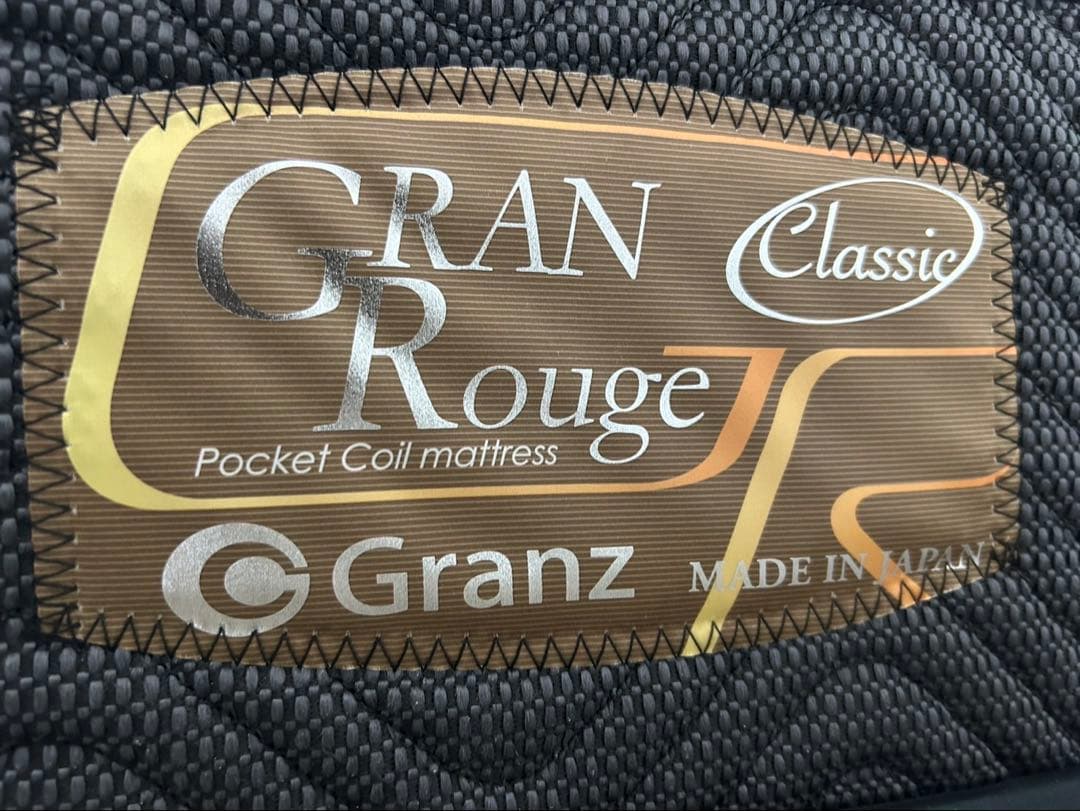 GRAN
Classic
Rouge
Pocket Coil mattress
Granz
MADE IN JAPAN